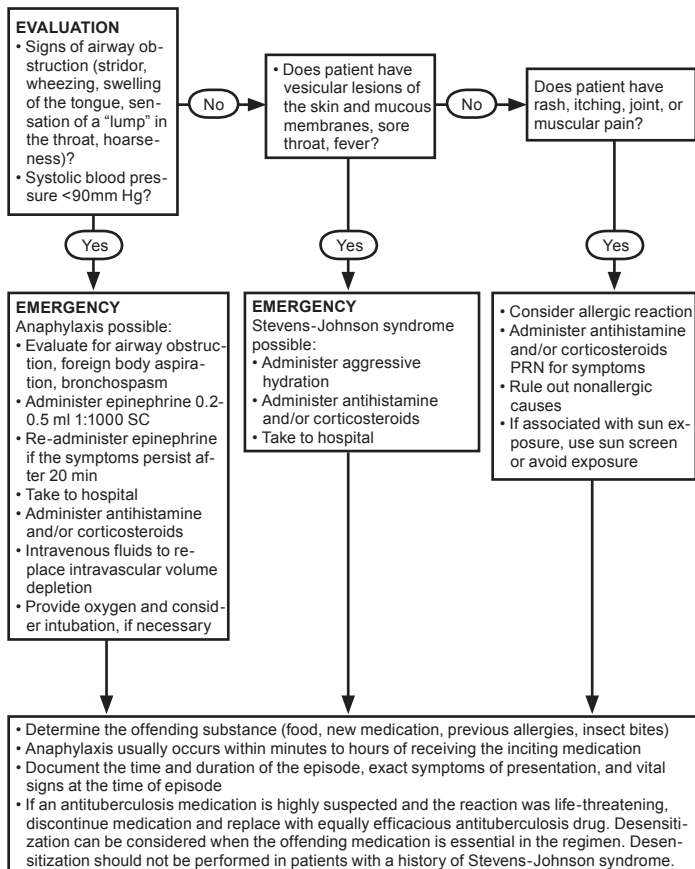 EVALUATION
• Signs of airway ob-
struction (stridor,
wheezing, swelling
of the tongue, sen-
sation of a “lump” in
the throat, hoarse-
ness)?
• Systolic blood pres-
sure <90mm Hg?
No
• Does patient have
vesicular lesions of
the skin and mucous
membranes, sore
throat, fever?
No
Does patient have
rash, itching, joint, or
muscular pain?
Yes
Yes
Yes
EMERGENCY
Anaphylaxis possible:
• Evaluate for airway obstruc-
tion, foreign body aspira-
tion, bronchospasm
• Administer epinephrine 0.2-
0.5 ml 1:1000 SC
• Re-administer epinephrine
if the symptoms persist af-
ter 20 min
• Take to hospital
• Administer antihistamine
and/or corticosteroids
• Intravenous fluids to re-
place intravascular volume
depletion
• Provide oxygen and consid-
er intubation, if necessary
EMERGENCY
Stevens-Johnson syndrome
possible:
• Administer aggressive
hydration
• Administer antihistamine
and/or corticosteroids
• Take to hospital
• Consider allergic reaction
• Administer antihistamine
and/or corticosteroids
PRN for symptoms
• Rule out nonallergic
causes
• If associated with sun ex-
posure, use sun screen
or avoid exposure
• Determine the offending substance (food, new medication, previous allergies, insect bites)
• Anaphylaxis usually occurs within minutes to hours of receiving the inciting medication
• Document the time and duration of the episode, exact symptoms of presentation, and vital
signs at the time of episode
• If an antituberculosis medication is highly suspected and the reaction was life-threatening,
discontinue medication and replace with equally efficacious antituberculosis drug. Desensit-
ization can be considered when the offending medication is essential in the regimen. Desen-
sitization should not be performed in patients with a history of Stevens-Johnson syndrome.